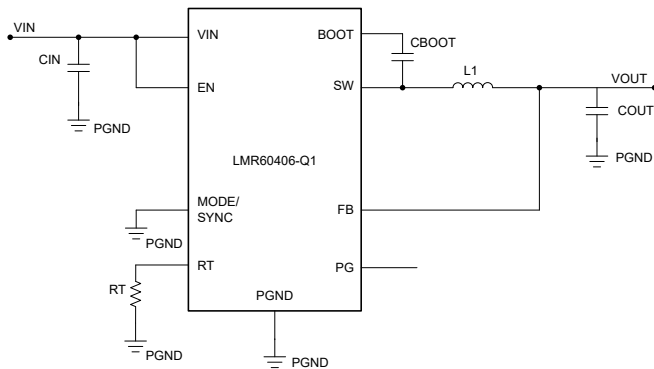 VIN
CIN
PGND
VIN
EN
BOOT
CBOOT
SW
L1
VOUT
COUT
PGND
LMR60406-Q1
MODE/
SYNC
PGND
FB
RT
RT
PGND
PG
PGND
PGND